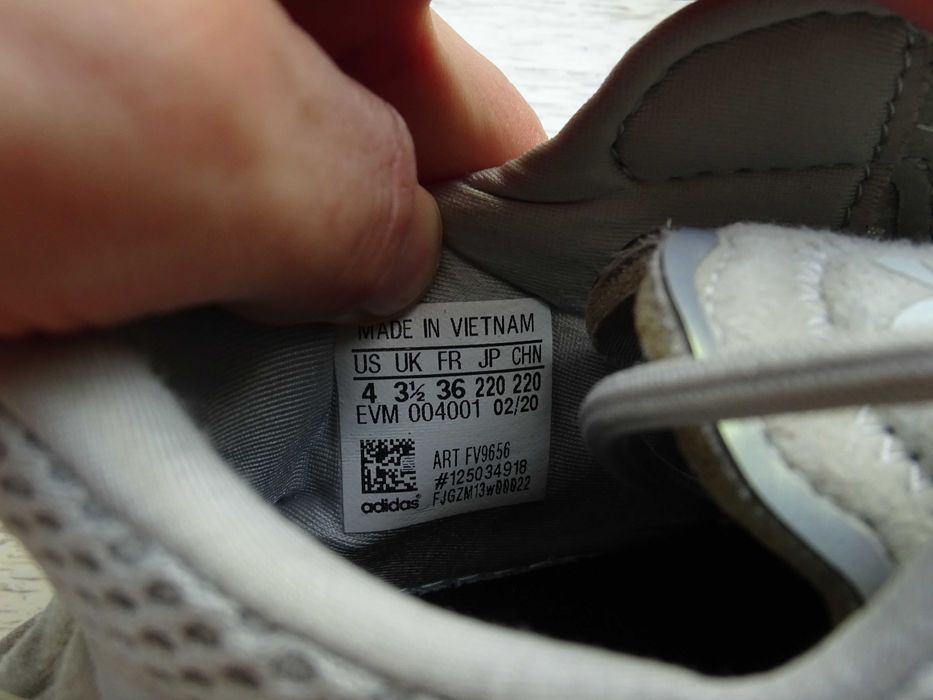 MADE IN VIETNAM
US UK FR JP CHN
4 3½ 36 220 220
EVM 004001 02/20
ART FV9656
#125034918
FJGZM13w00022
adidas